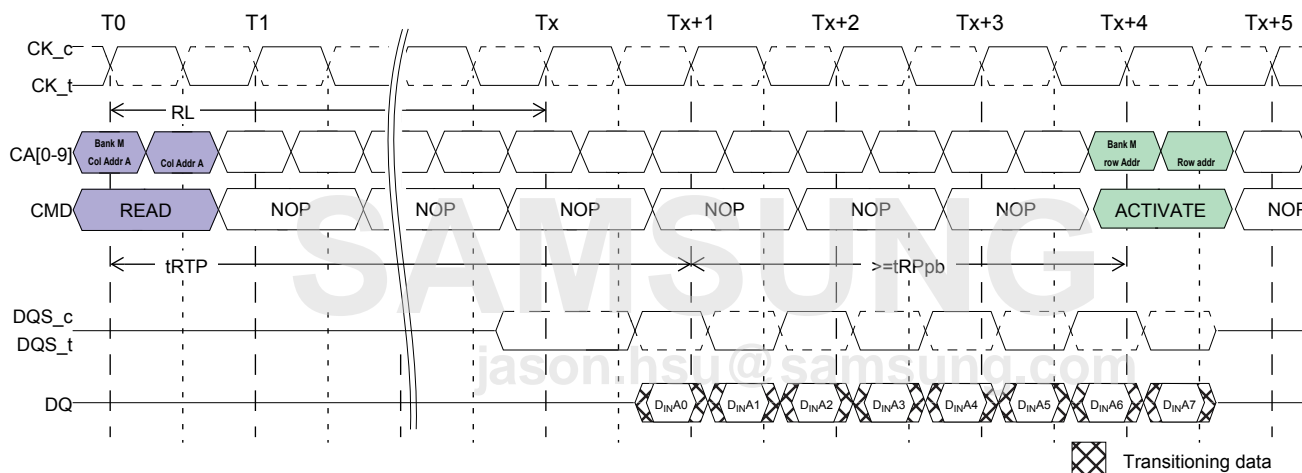 T0 T1 Tx Tx+1 Tx+2 Tx+3 Tx+4 Tx+5
CK_c
CK_t
RL
CA[0-9] Bank M Col Addr A Col Addr A Bank M row Addr Row addr
CMD READ NOP NOP NOP NOP NOP NOP ACTIVATE NOP
tRTP >=tRPpb
SAMSUNG
DQS_c
DQS_t
jason.hsu@samsung.com
DQ DINA0 DINA1 DINA2 DINA3 DINA4 DINA5 DINA6 DINA7
Transitioning data